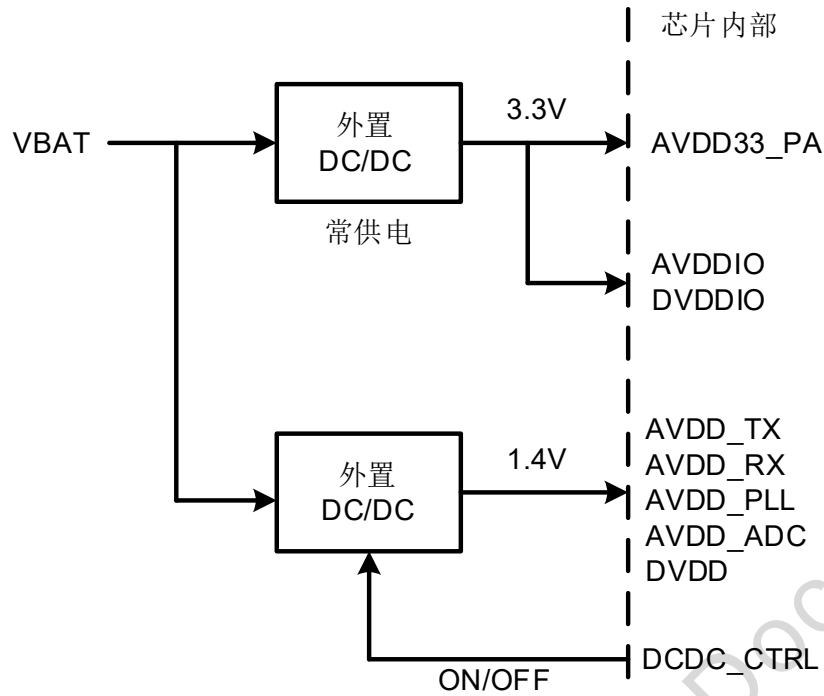 芯片内部
VBAT
外置
DC/DC
常供电
3.3V
AVDD33_PA
AVDDIO
DVDDIO
外置
DC/DC
1.4V
AVDD_TX
AVDD_RX
AVDD_PLL
AVDD_ADC
DVDD
DCDC_CTRL
ON/OFF
Doc